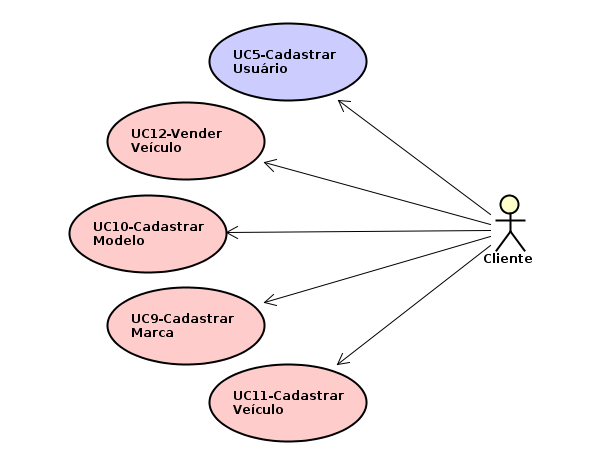 UC5-Cadastrar
Usuário
UC12-Vender
Veículo
UC10-Cadastrar
Modelo
Cliente
UC9-Cadastrar
Marca
UC11-Cadastrar
Veículo